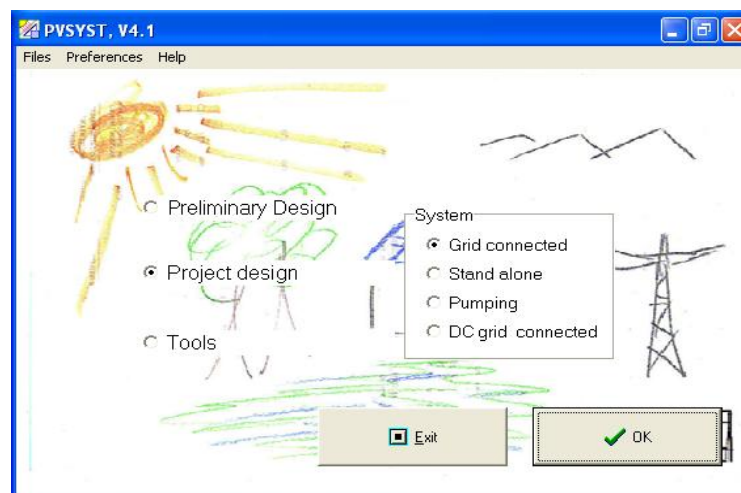 PVSYST, V4.1
Files Preferences Help
Preliminary Design
Project design
Tools
System
Grid connected
Stand alone
Pumping
DC grid connected
Exit
OK